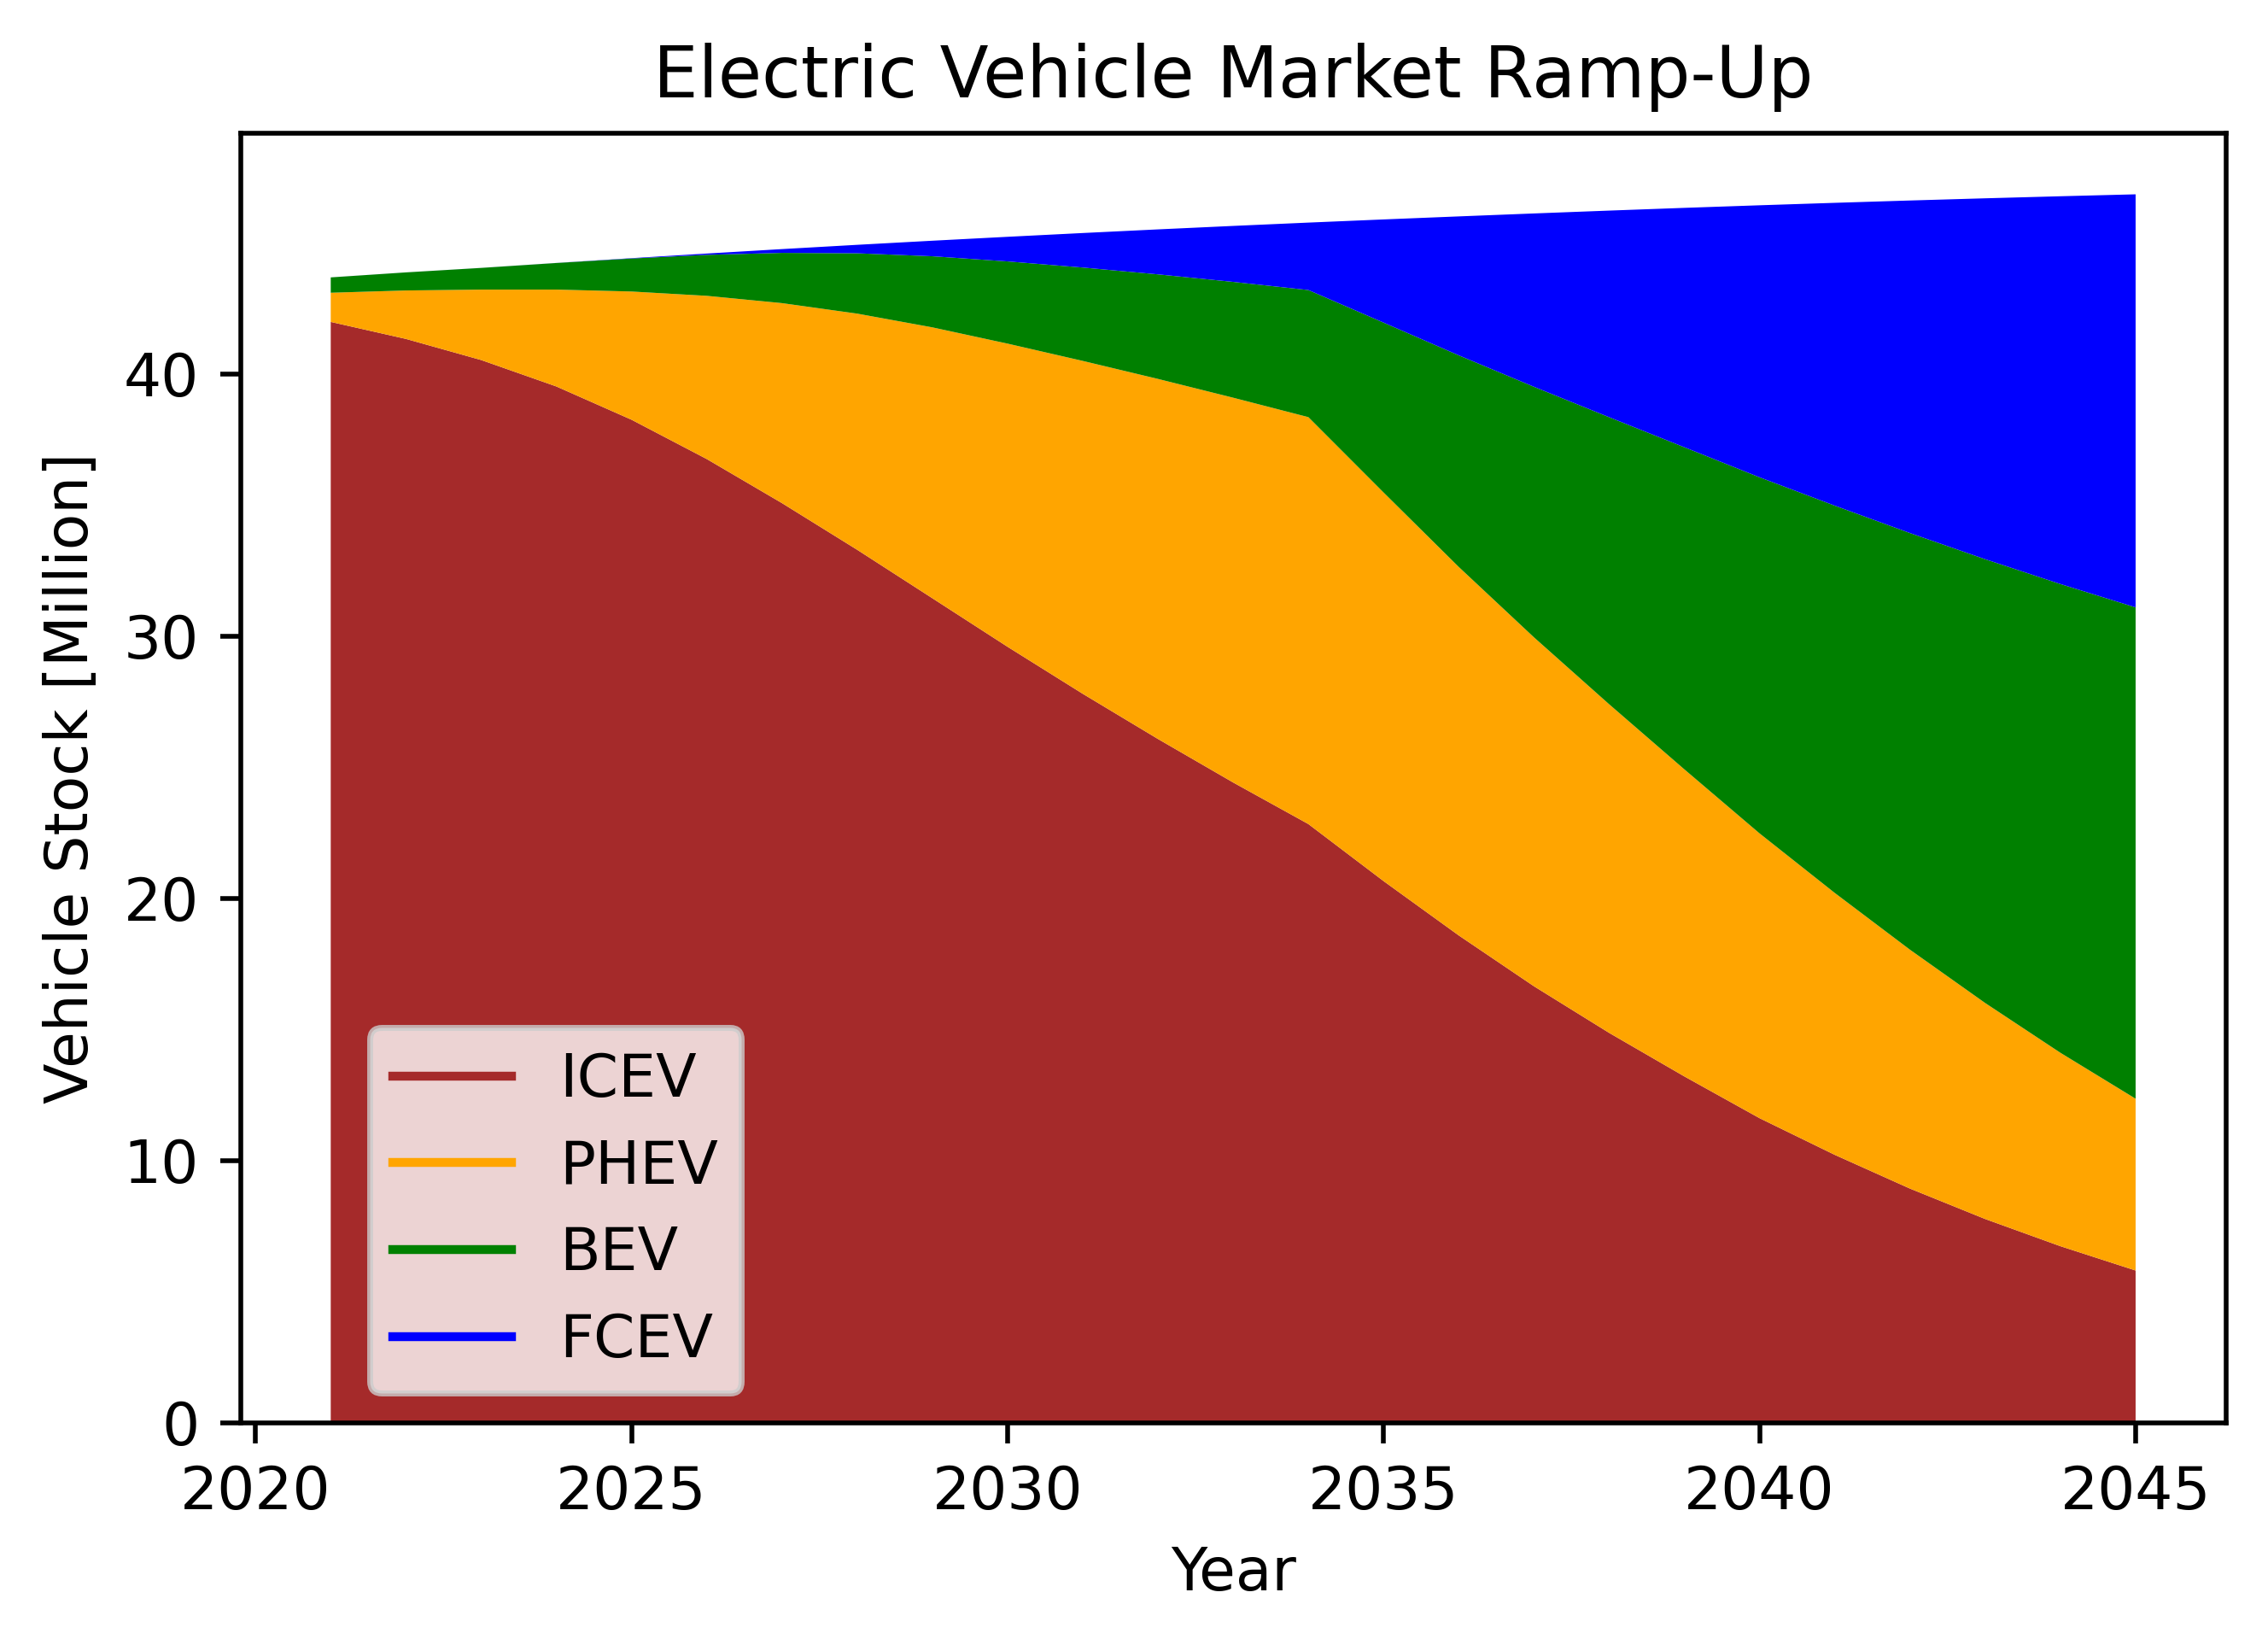 Electric Vehicle Market Ramp-Up
Vehicle Stock [Million]
40
30
20
10
0
ICEV
PHEV
BEV
FCEV
2020 2025 2030 2035 2040 2045
Year